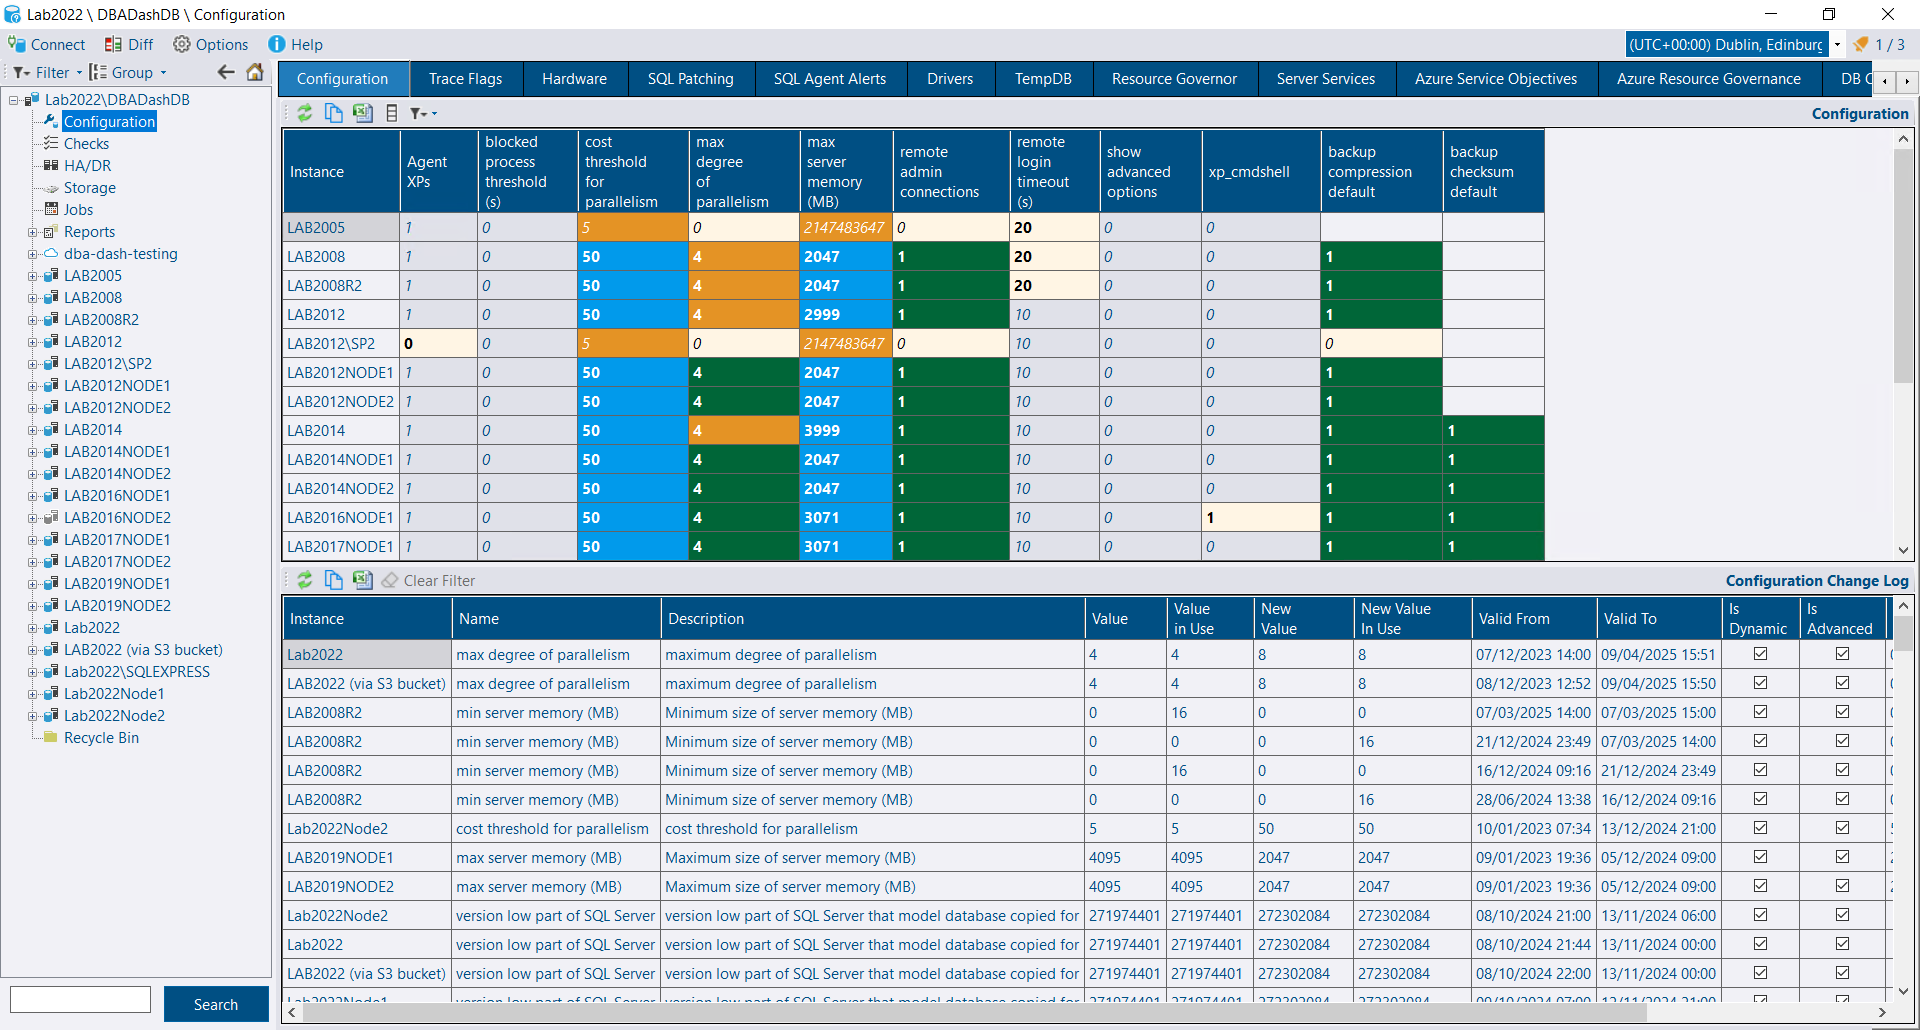 Lab2022 \ DBADashDB \ Configuration
Connect Diff Options Help (UTC+00:00) Dublin, Edinburg 1 / 3
Filter Group
Configuration Trace Flags Hardware SQL Patching SQL Agent Alerts Drivers TempDB Resource Governor Server Services Azure Service Objectives Azure Resource Governance DB C
Lab2022\DBADashDB
Configuration
Checks
HA/DR
Storage
Jobs
Reports
dba-dash-testing
LAB2005
LAB2008
LAB2008R2
LAB2012
LAB2012\SP2
LAB2012NODE1
LAB2012NODE2
LAB2014
LAB2014NODE1
LAB2014NODE2
LAB2016NODE1
LAB2016NODE2
LAB2017NODE1
LAB2017NODE2
LAB2019NODE1
LAB2019NODE2
Lab2022
LAB2022 (via S3 bucket)
Lab2022\SQLEXPRESS
Lab2022Node1
Lab2022Node2
Recycle Bin
Search
Configuration
Instance Agent XPs blocked process threshold (s) cost threshold for parallelism max degree of parallelism max server memory (MB) remote admin connections remote login timeout (s) show advanced options xp_cmdshell backup compression default backup checksum default
LAB2005 1 0 5 0 2147483647 0 20 0 0
LAB2008 1 0 50 4 2047 1 20 0 0 1
LAB2008R2 1 0 50 4 2047 1 20 0 0 1
LAB2012 1 0 50 4 2999 1 10 0 0 1
LAB2012\SP2 0 0 5 0 2147483647 0 10 0 0 0
LAB2012NODE1 1 0 50 4 2047 1 10 0 0 1
LAB2012NODE2 1 0 50 4 2047 1 10 0 0 1
LAB2014 1 0 50 4 3999 1 10 0 0 1 1
LAB2014NODE1 1 0 50 4 2047 1 10 0 0 1 1
LAB2014NODE2 1 0 50 4 2047 1 10 0 0 1 1
LAB2016NODE1 1 0 50 4 3071 1 10 0 1 1 1
LAB2017NODE1 1 0 50 4 3071 1 10 0 0 1 1
Clear Filter Configuration Change Log
Instance Name Description Value Value in Use New Value New Value In Use Valid From Valid To Is Dynamic Is Advanced
Lab2022 max degree of parallelism maximum degree of parallelism 4 4 8 8 07/12/2023 14:00 09/04/2025 15:51
LAB2022 (via S3 bucket) max degree of parallelism maximum degree of parallelism 4 4 8 8 08/12/2023 12:52 09/04/2025 15:50
LAB2008R2 min server memory (MB) Minimum size of server memory (MB) 0 16 0 0 07/03/2025 14:00 07/03/2025 15:00
LAB2008R2 min server memory (MB) Minimum size of server memory (MB) 0 0 0 16 21/12/2024 23:49 07/03/2025 14:00
LAB2008R2 min server memory (MB) Minimum size of server memory (MB) 0 16 0 0 16/12/2024 09:16 21/12/2024 23:49
LAB2008R2 min server memory (MB) Minimum size of server memory (MB) 0 0 0 16 28/06/2024 13:38 16/12/2024 09:16
Lab2022Node2 cost threshold for parallelism cost threshold for parallelism 5 5 50 50 10/01/2023 07:34 13/12/2024 21:00
LAB2019NODE1 max server memory (MB) Maximum size of server memory (MB) 4095 4095 2047 2047 09/01/2023 19:36 05/12/2024 09:00
LAB2019NODE2 max server memory (MB) Maximum size of server memory (MB) 4095 4095 2047 2047 09/01/2023 19:36 05/12/2024 09:00
Lab2022Node2 version low part of SQL Server version low part of SQL Server that model database copied for 271974401 271974401 272302084 272302084 08/10/2024 21:00 13/11/2024 06:00
Lab2022 version low part of SQL Server version low part of SQL Server that model database copied for 271974401 271974401 272302084 272302084 08/10/2024 21:44 13/11/2024 00:00
LAB2022 (via S3 bucket) version low part of SQL Server version low part of SQL Server that model database copied for 271974401 271974401 272302084 272302084 08/10/2024 22:00 13/11/2024 00:00